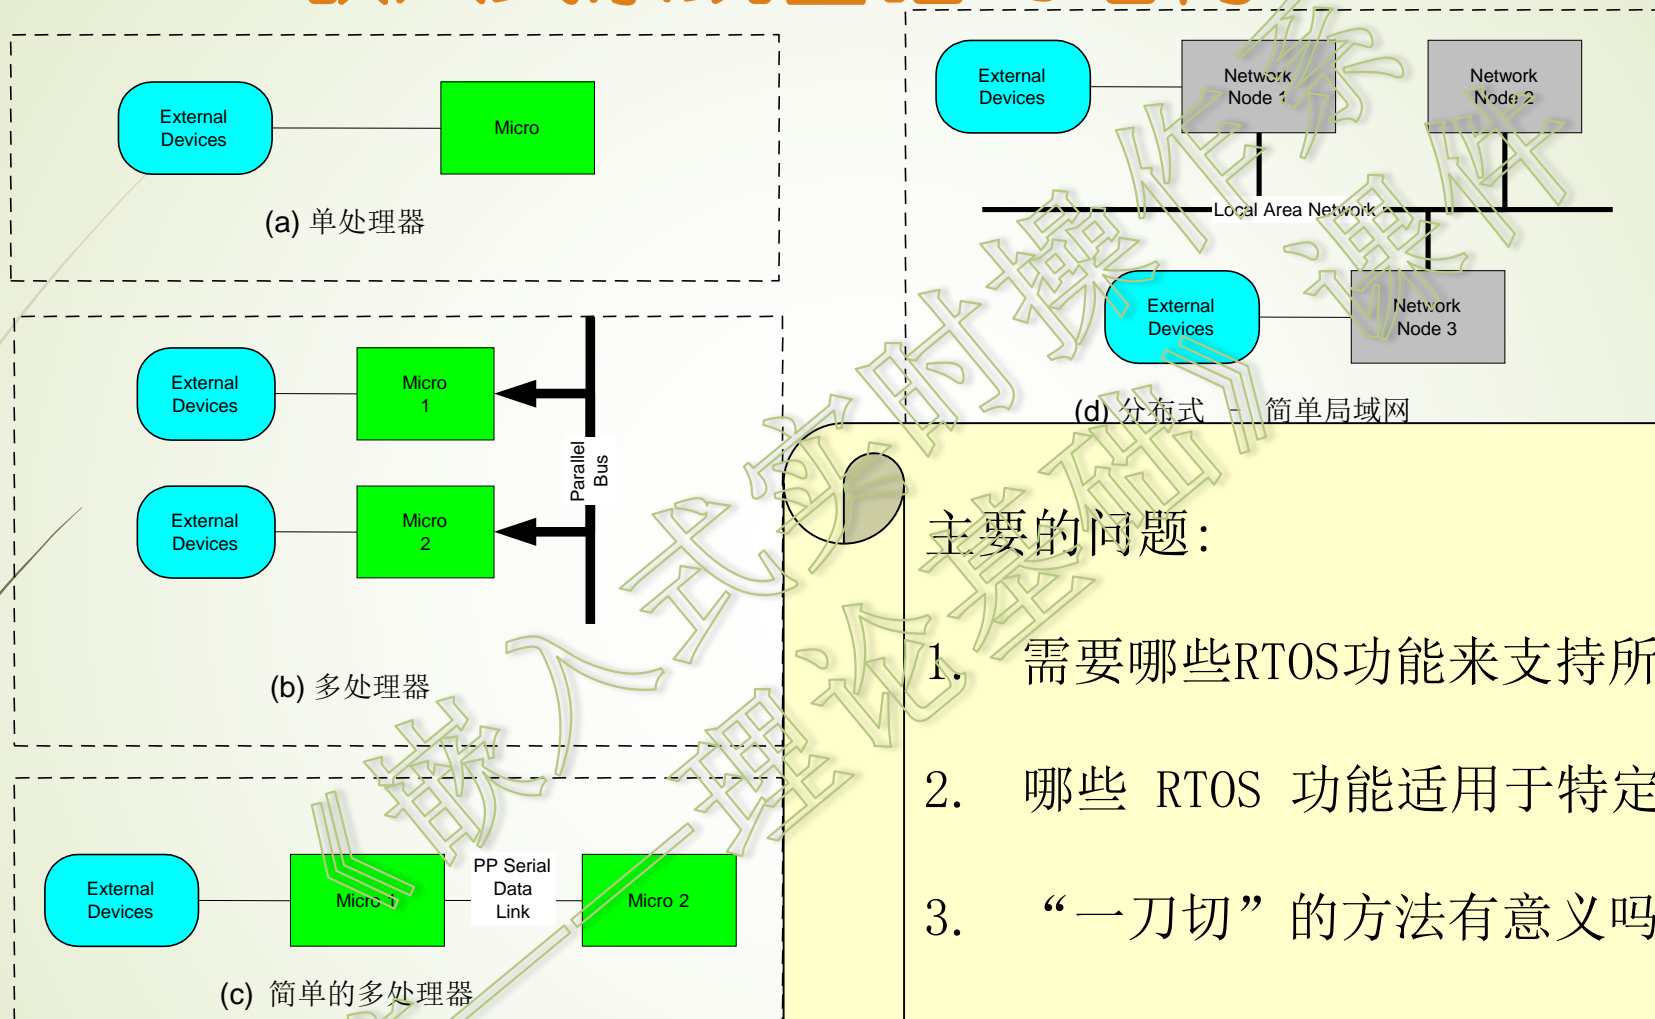 External
Devices
Micro
(a) 单处理器
External
Devices
Micro
1
Parallel
Bus
External
Devices
Micro
2
(b) 多处理器
External
Devices
Micro 1
PP Serial
Data
Link
Micro 2
(c) 简单的多处理器
External
Devices
Network
Node 1
Network
Node 2
Local Area Network
External
Devices
Network
Node 3
(d) 分布式 - 简单局域网
主要的问题:
1. 需要哪些RTOS功能来支持所
2. 哪些 RTOS 功能适用于特定
3. “一刀切”的方法有意义吗
《嵌入式实时操作系
理论基础》课件